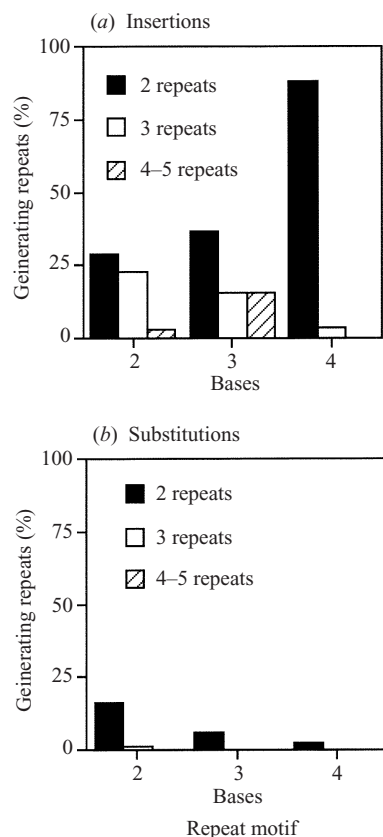 (a) Insertions
100
75
50
25
0
Geinerating repeats (%)
2 repeats
3 repeats
4–5 repeats
2 3 4
Bases
(b) Substitutions
100
75
50
25
0
Geinerating repeats (%)
2 repeats
3 repeats
4–5 repeats
2 3 4
Bases
Repeat motif